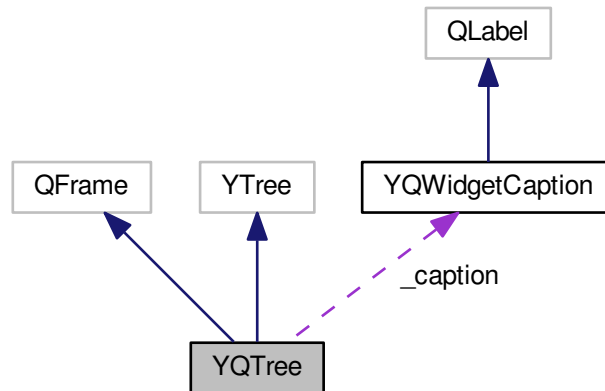 QLabel
QFrame
YTree
YQWidgetCaption
_caption
YQTree